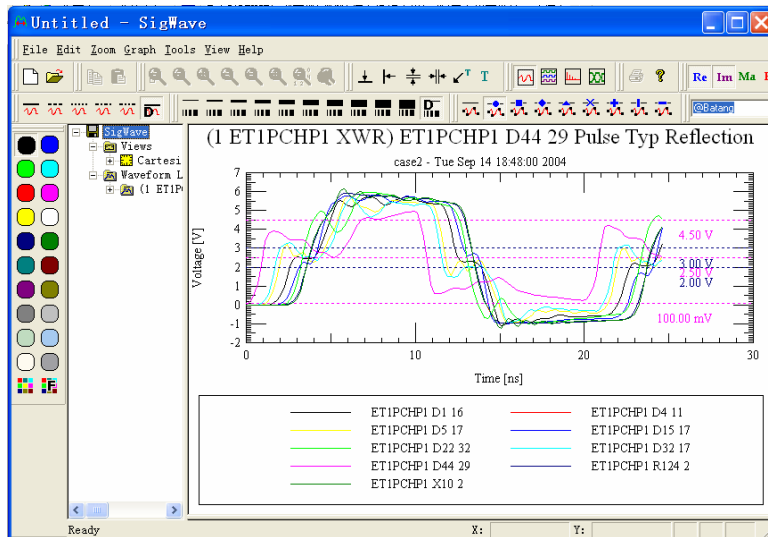 Untitled - SigWave
File Edit Zoom Graph Tools View Help
T T
Re Im Ma
D D @Batang
SigWave
Views
Cartesi
Waveform L
(1 ET1P
(1 ET1PCHP1 XWR) ET1PCHP1 D44 29 Pulse Typ Reflection
case2 - Tue Sep 14 18:48:00 2004
Voltage [V]
7
6
5
4
3
2
1
0
-1
-2
4.50 V
3.00 V
2.50 V
2.00 V
100.00 mV
0 10 20 30
Time [ns]
ET1PCHP1 D1 16 ET1PCHP1 D4 11
ET1PCHP1 D5 17 ET1PCHP1 D15 17
ET1PCHP1 D22 32 ET1PCHP1 D32 17
ET1PCHP1 D44 29 ET1PCHP1 R124 2
ET1PCHP1 X10 2
F
Ready X: Y: